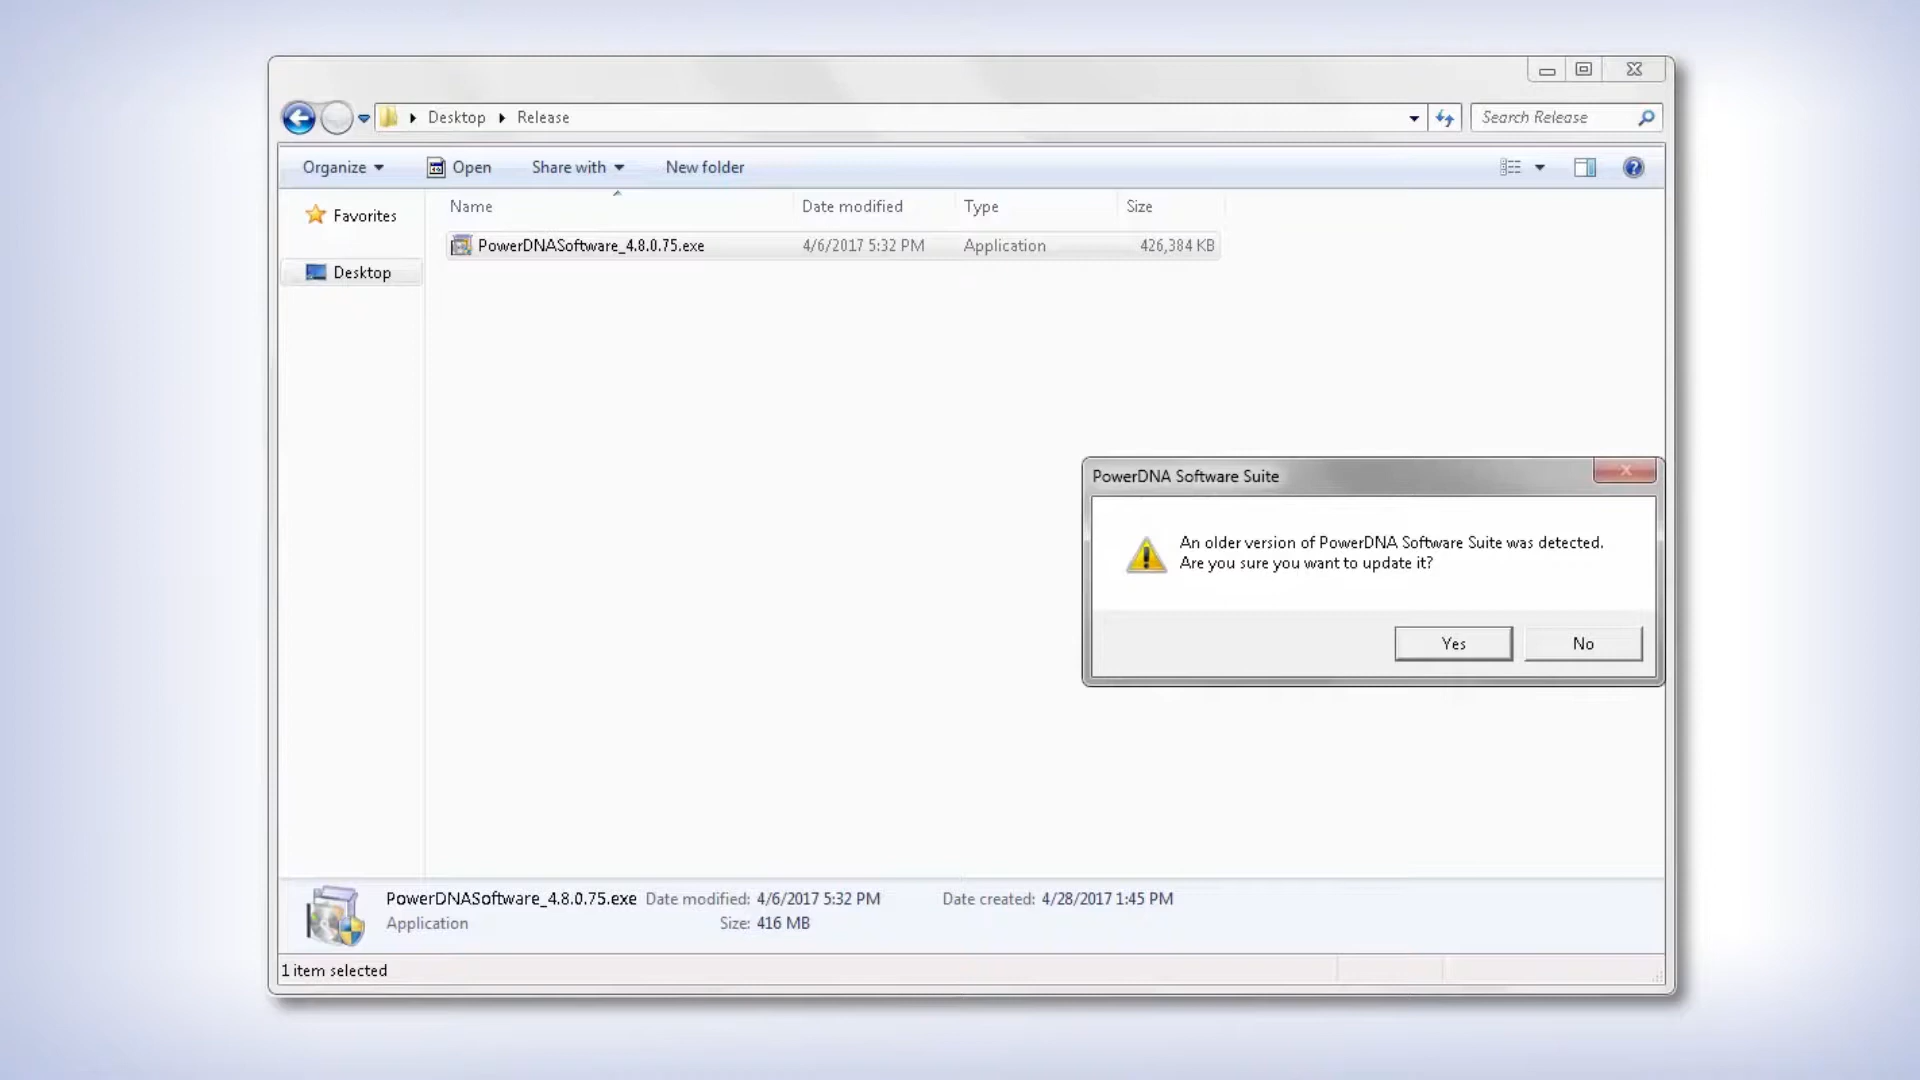 Desktop Release
Search Release
Organize Open Share with New folder
Name Date modified Type Size
Favorites
PowerDNASoftware_4.8.0.75.exe 4/6/2017 5:32 PM Application 426,384 KB
Desktop
PowerDNA Software Suite
An older version of PowerDNA Software Suite was detected.
Are you sure you want to update it?
Yes No
PowerDNASoftware_4.8.0.75.exe Date modified: 4/6/2017 5:32 PM Date created: 4/28/2017 1:45 PM
Application Size: 416 MB
1 item selected